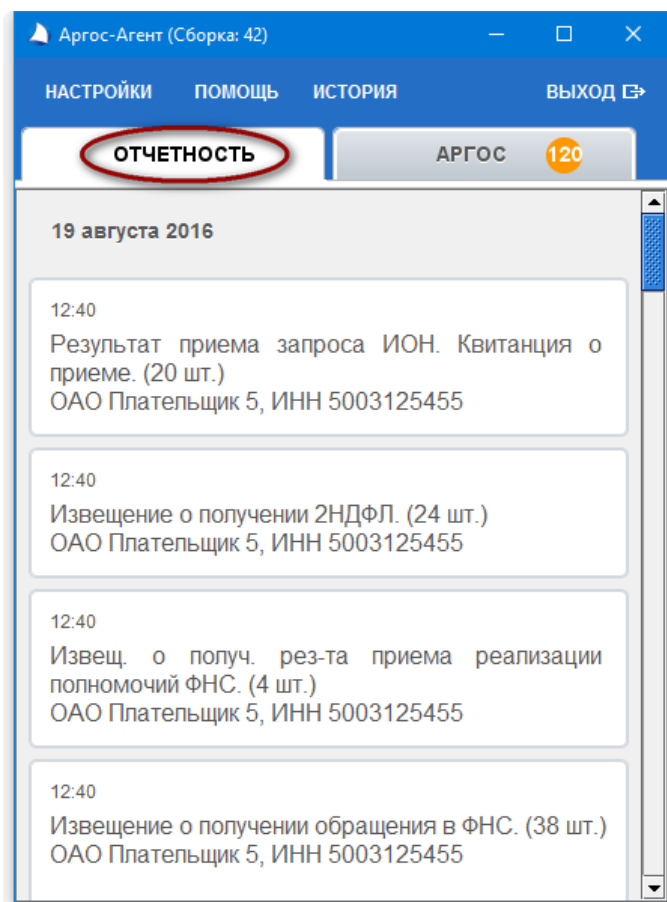 Аргос-Агент (Сборка: 42)
НАСТРОЙКИ ПОМОЩЬ ИСТОРИЯ ВЫХОД
ОТЧЕТНОСТЬ АРГОС 120
19 августа 2016
12:40
Результат приема запроса ИОН. Квитанция о
приеме. (20 шт.)
ОАО Плательщик 5, ИНН 5003125455
12:40
Извещение о получении 2НДФЛ. (24 шт.)
ОАО Плательщик 5, ИНН 5003125455
12:40
Извещ. о получ. рез-та приема реализации
полномочий ФНС. (4 шт.)
ОАО Плательщик 5, ИНН 5003125455
12:40
Извещение о получении обращения в ФНС. (38 шт.)
ОАО Плательщик 5, ИНН 5003125455